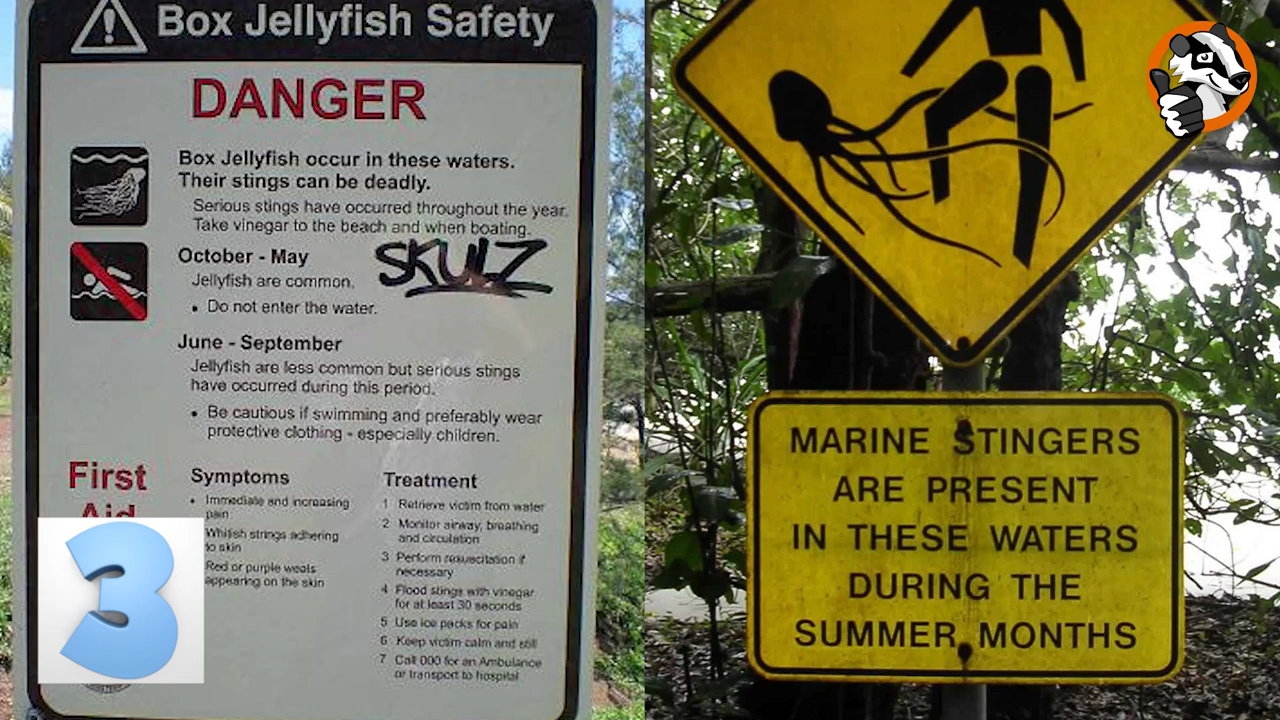 Box Jellyfish Safety
DANGER
Box Jellyfish occur in these waters.
Their stings can be deadly.
Serious stings have occurred throughout the year.
Take vinegar to the beach and when boating.
October - May
SKULZ
Jellyfish are common.
• Do not enter the water.
June - September
Jellyfish are less common but serious stings
have occurred during this period.
• Be cautious if swimming and preferably wear
protective clothing - especially children.
First
Aid
Symptoms
• Immediate and increasing
pain
Whitish strings adhering
to skin
Red or purple weals
appearing on the skin
Treatment
1 Retrieve victim from water
2 Monitor airway, breathing
and circulation
3 Perform resuscitation if
necessary
4 Flood stings with vinegar
for at least 30 seconds
5 Use ice packs for pain
6 Keep victim calm and still
7 Call 000 for an Ambulance
or transport to hospital
3
MARINE STINGERS
ARE PRESENT
IN THESE WATERS
DURING THE
SUMMER MONTHS